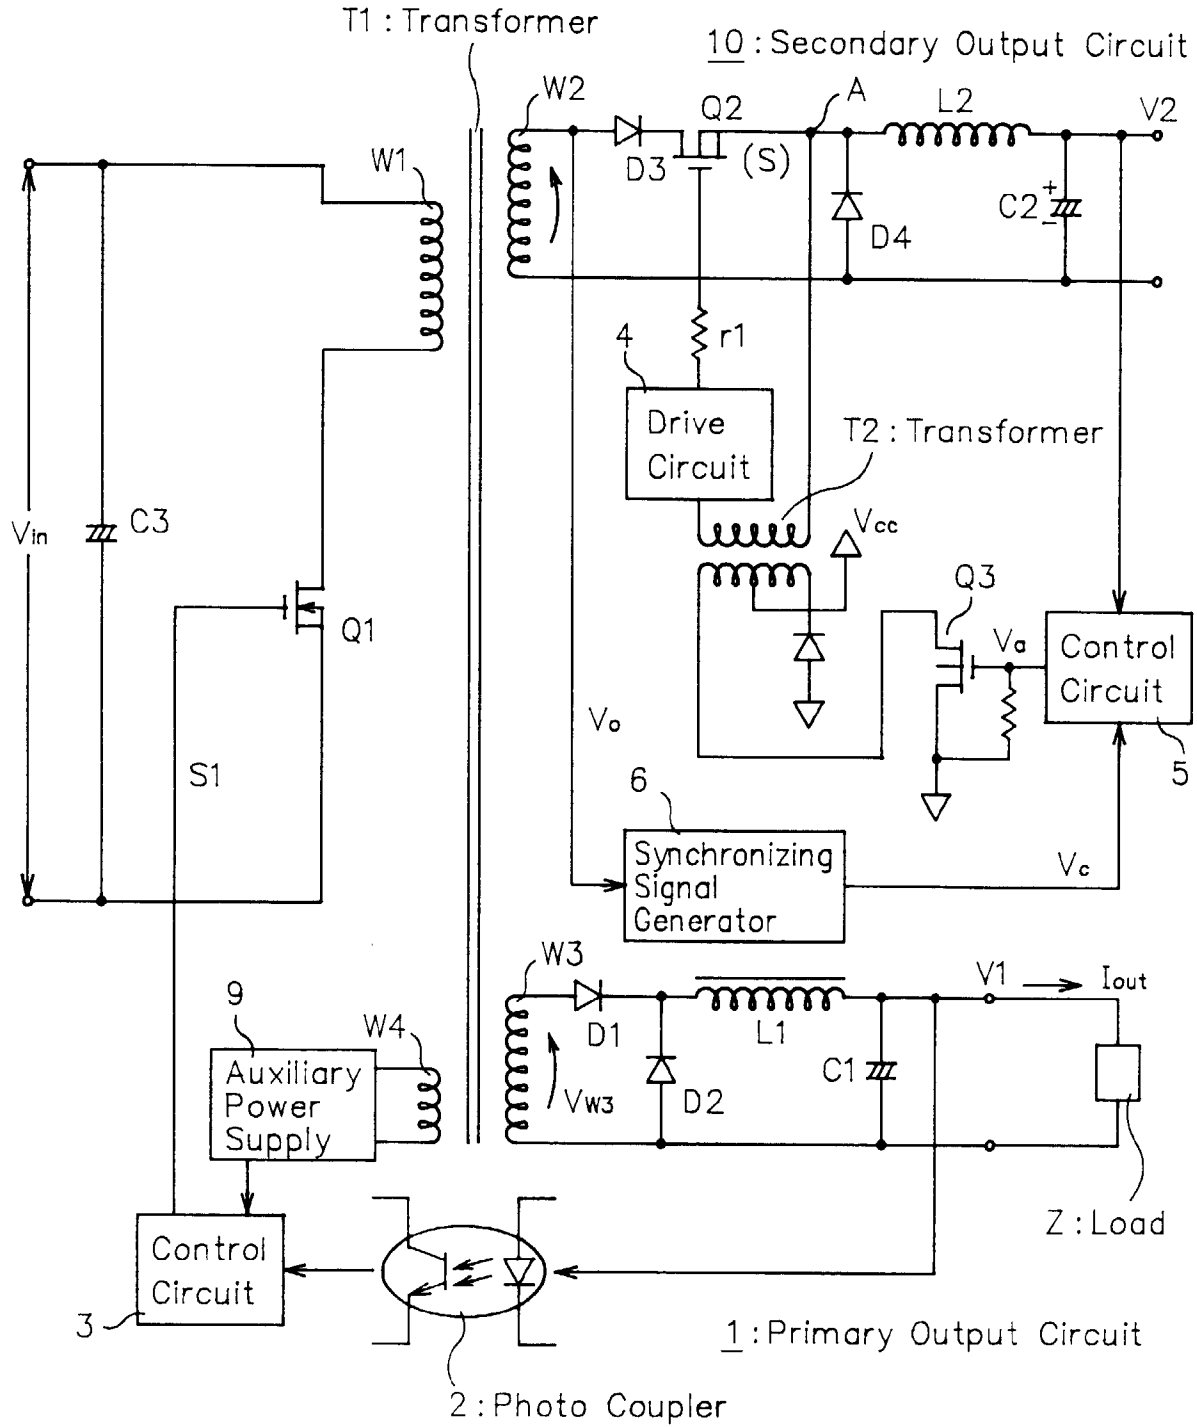 T1 : Transformer
10 : Secondary Output Circuit
W2
Q2
A
L2
V2
W1
D3
(S)
D4
C2
+
-
r1
4
Drive
Circuit
T2 : Transformer
Vin
C3
Vcc
Q1
Q3
Va
Control
Circuit
5
Vo
S1
6
Synchronizing
Signal
Generator
Vc
W3
V1
Iout
9
W4
D1
L1
Auxiliary
Power
Supply
VW3
D2
C1
Z : Load
Control
Circuit
3
1 : Primary Output Circuit
2 : Photo Coupler